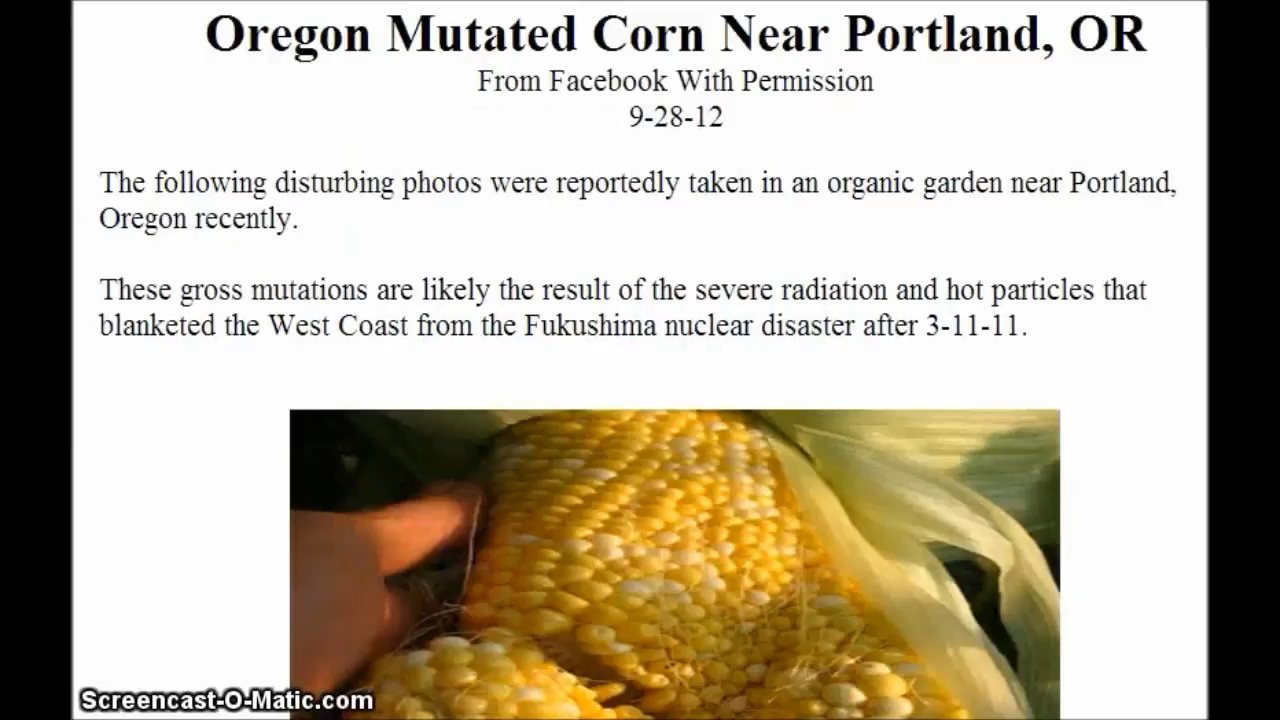 Oregon Mutated Corn Near Portland, OR
From Facebook With Permission
9-28-12
The following disturbing photos were reportedly taken in an organic garden near Portland,
Oregon recently.
These gross mutations are likely the result of the severe radiation and hot particles that
blanketed the West Coast from the Fukushima nuclear disaster after 3-11-11.
Screencast-O-Matic.com